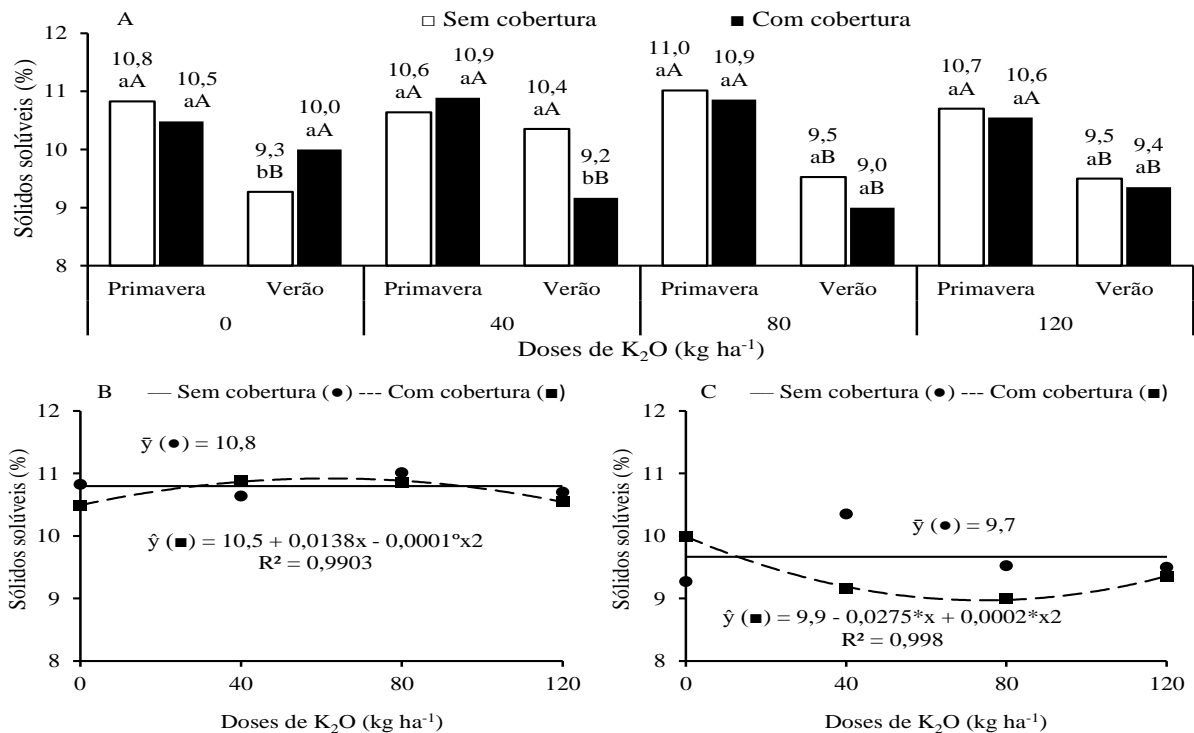 A □ Sem cobertura ■ Com cobertura
Sólidos solúveis (%)
12
11
10
9
8
10,8
aA
10,5
aA
9,3
bB
10,0
aA
10,6
aA
10,9
aA
10,4
aA
9,2
bB
11,0
aA
10,9
aA
9,5
aB
9,0
aB
10,7
aA
10,6
aA
9,5
aB
9,4
aB
Primavera Verão Primavera Verão Primavera Verão Primavera Verão
0 40 80 120
Doses de K₂O (kg ha⁻¹)
B — Sem cobertura (●) --- Com cobertura (■)
Sólidos solúveis (%)
12
11
10
9
8
ȳ (●) = 10,8
ŷ (■) = 10,5 + 0,0138x - 0,0001ºx2
R² = 0,9903
0 40 80 120
Doses de K₂O (kg ha⁻¹)
C — Sem cobertura (●) --- Com cobertura (■)
Sólidos solúveis (%)
12
11
10
9
8
ȳ (●) = 9,7
ŷ (■) = 9,9 - 0,0275*x + 0,0002*x2
R² = 0,998
0 40 80 120
Doses de K₂O (kg ha⁻¹)